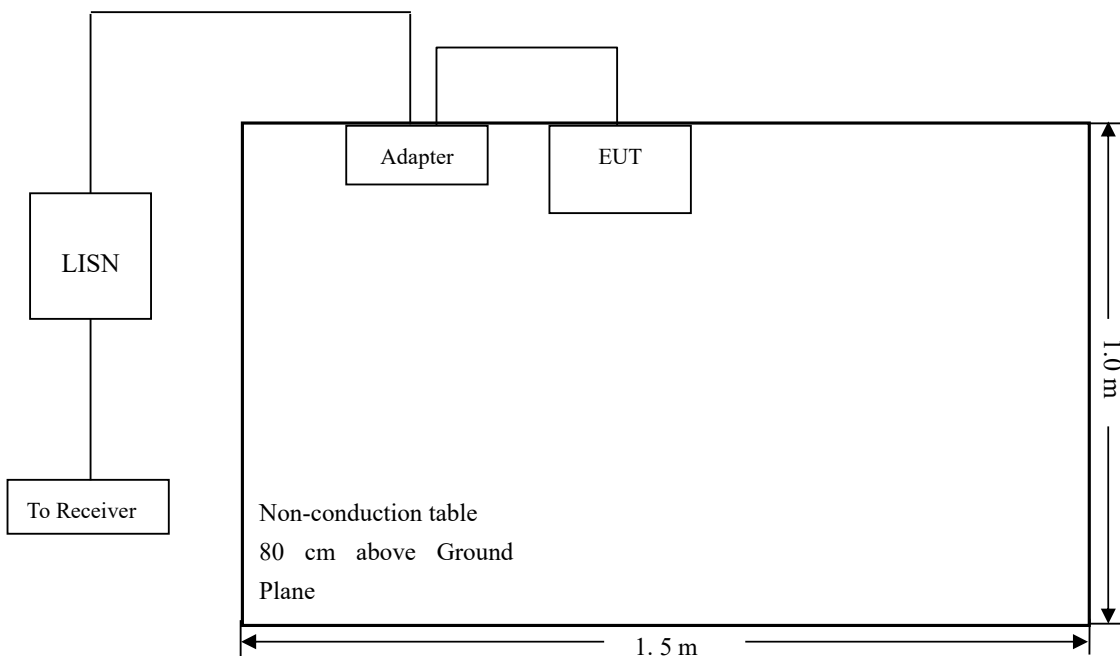 Adapter
EUT
LISN
1.0 m
To Receiver
Non-conduction table
80 cm above Ground
Plane
1. 5 m